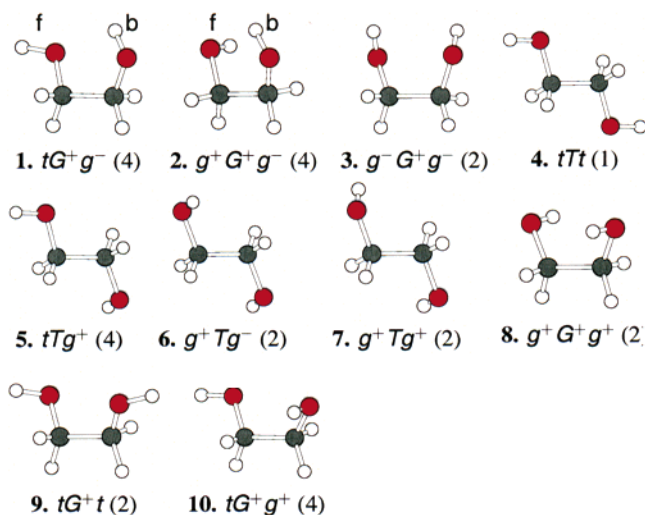 f b f b
1. tG⁺g⁻ (4) 2. g⁺G⁺g⁻ (4) 3. g⁻G⁺g⁻ (2) 4. tTt (1)
5. tTg⁺ (4) 6. g⁺Tg⁻ (2) 7. g⁺Tg⁺ (2) 8. g⁺G⁺g⁺ (2)
9. tG⁺t (2) 10. tG⁺g⁺ (4)